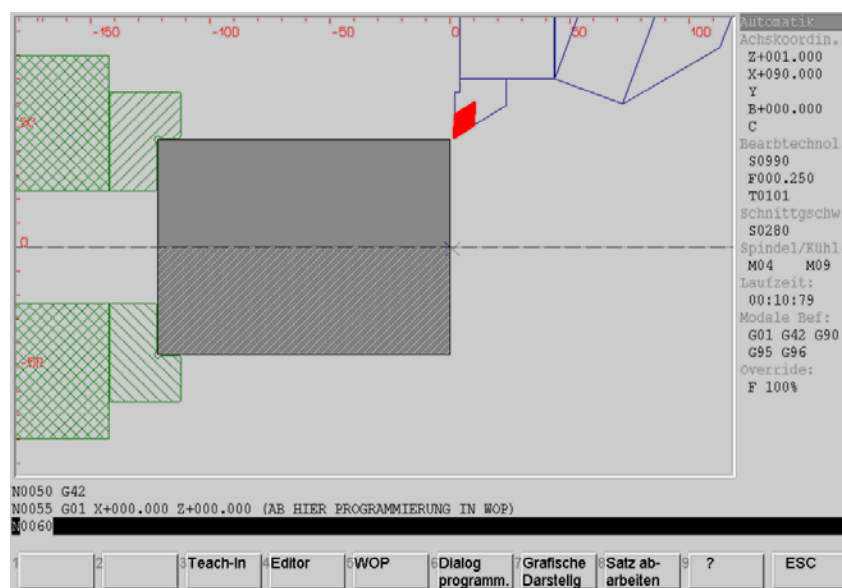 -150 -100 -50 0 50 100
Automatik
Achskoordin.
Z+001.000
X+090.000
Y
B+000.000
C
Bearbtechnol
S0990
F000.250
T0101
Schnittgschw
S0280
Spindel/Kühl
M04 M09
Laufzeit:
00:10:79
Modale Bef:
G01 G42 G90
G95 G96
Override:
F 100%
50
0
-50
N0050 G42
N0055 G01 X+000.000 Z+000.000 (AB HIER PROGRAMMIERUNG IN WOP)
N0060
1 2 3 Teach-In 4 Editor 5 WOP 6 Dialog programm. 7 Grafische Darstellg 8 Satz ab-arbeiten 9 ? ESC